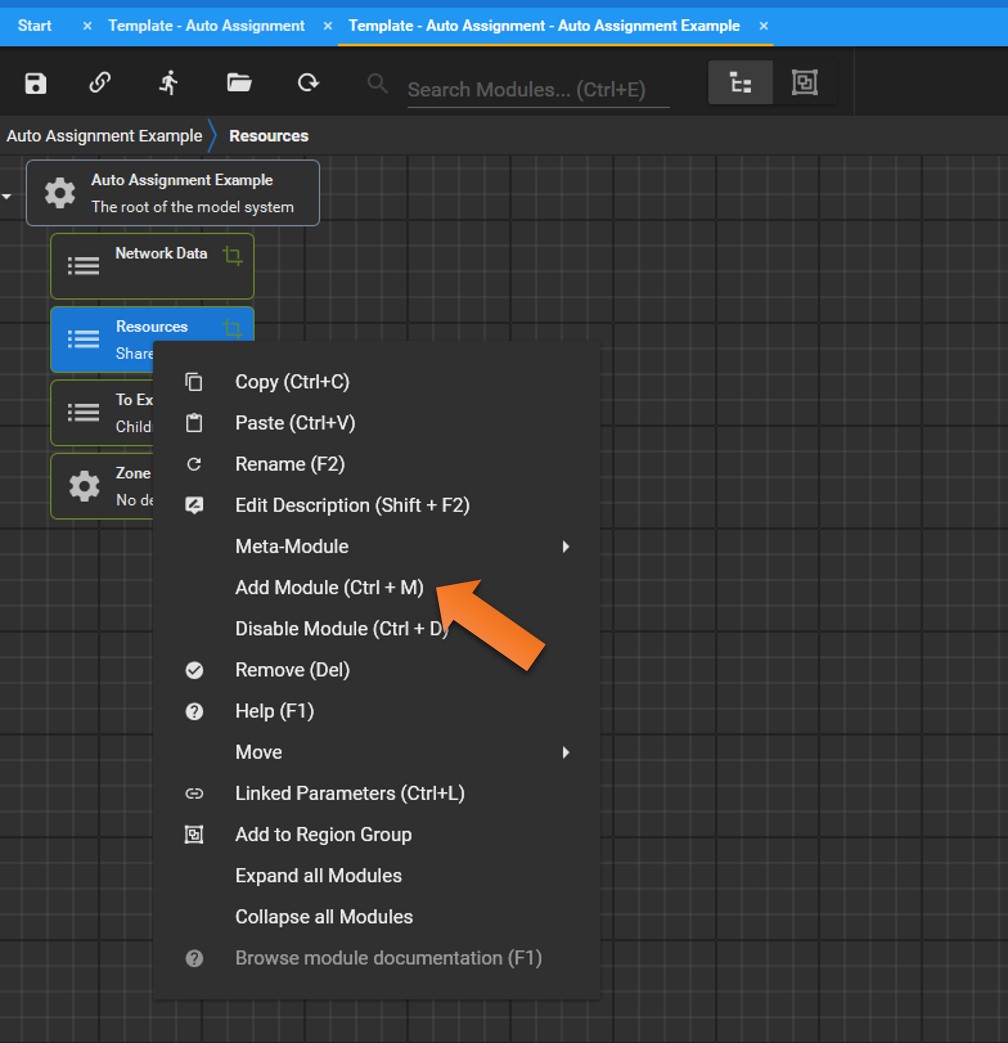 Start × Template - Auto Assignment × Template - Auto Assignment - Auto Assignment Example ×
Search Modules... (Ctrl+E)
Auto Assignment Example Resources
Auto Assignment Example
The root of the model system
Network Data
Resources
Share
To Ex
Child
Zone
No de
Copy (Ctrl+C)
Paste (Ctrl+V)
Rename (F2)
Edit Description (Shift + F2)
Meta-Module
Add Module (Ctrl + M)
Disable Module (Ctrl + D)
Remove (Del)
Help (F1)
Move
Linked Parameters (Ctrl+L)
Add to Region Group
Expand all Modules
Collapse all Modules
Browse module documentation (F1)